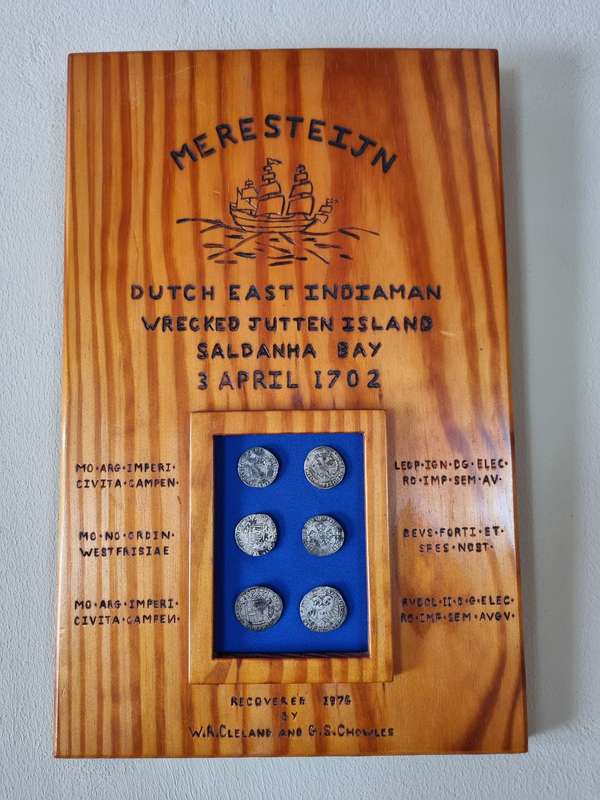 MERESTEIJN
DUTCH EAST INDIAMAN
WRECKED JUTTEN ISLAND
SALDANHA BAY
3 APRIL 1702
MO·ARG·IMPERI·
CIVITA·CAMPEN·
LEOP·IGN·DG·ELEC·
RO·IMP·SEM·AV·
MO·NO·ORDIN·
WESTFRISIAE
DEVS·FORTI·ET·
SPES·NOST·
MO·ARG·IMPERI·
CIVITA·CAMPEN·
RVDOL·II·D·G·ELEC·
RO·IMP·SEM·AVGV·
RECOVERED 1976
BY
W.R.CLELAND AND G.S.CHOWLES